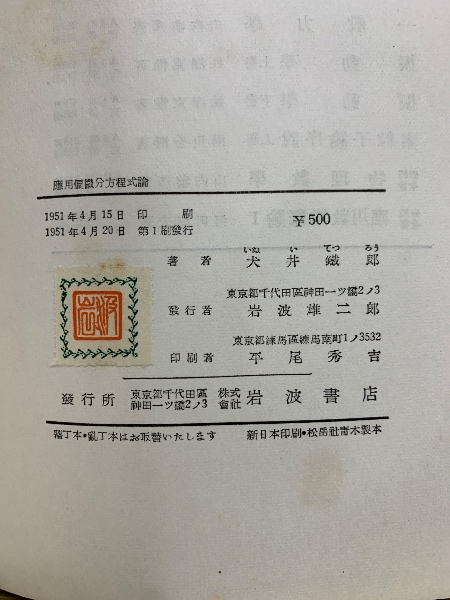 應用偏微分方程式論
1951年4月15日 印刷
1951年4月20日 第1刷發行
¥500
いぬ い てつ ろう
著者 犬井鐵郎
東京都千代田區神田一ツ橋2ノ3
發行者 岩波雄二郎
東京都練馬區練馬南町1ノ3532
印刷者 平尾秀吉
發行所 東京都千代田區神田一ツ橋2ノ3 株式會社 岩波書店
落丁本・亂丁本はお取替いたします 新日本印刷・松岳社青木製本